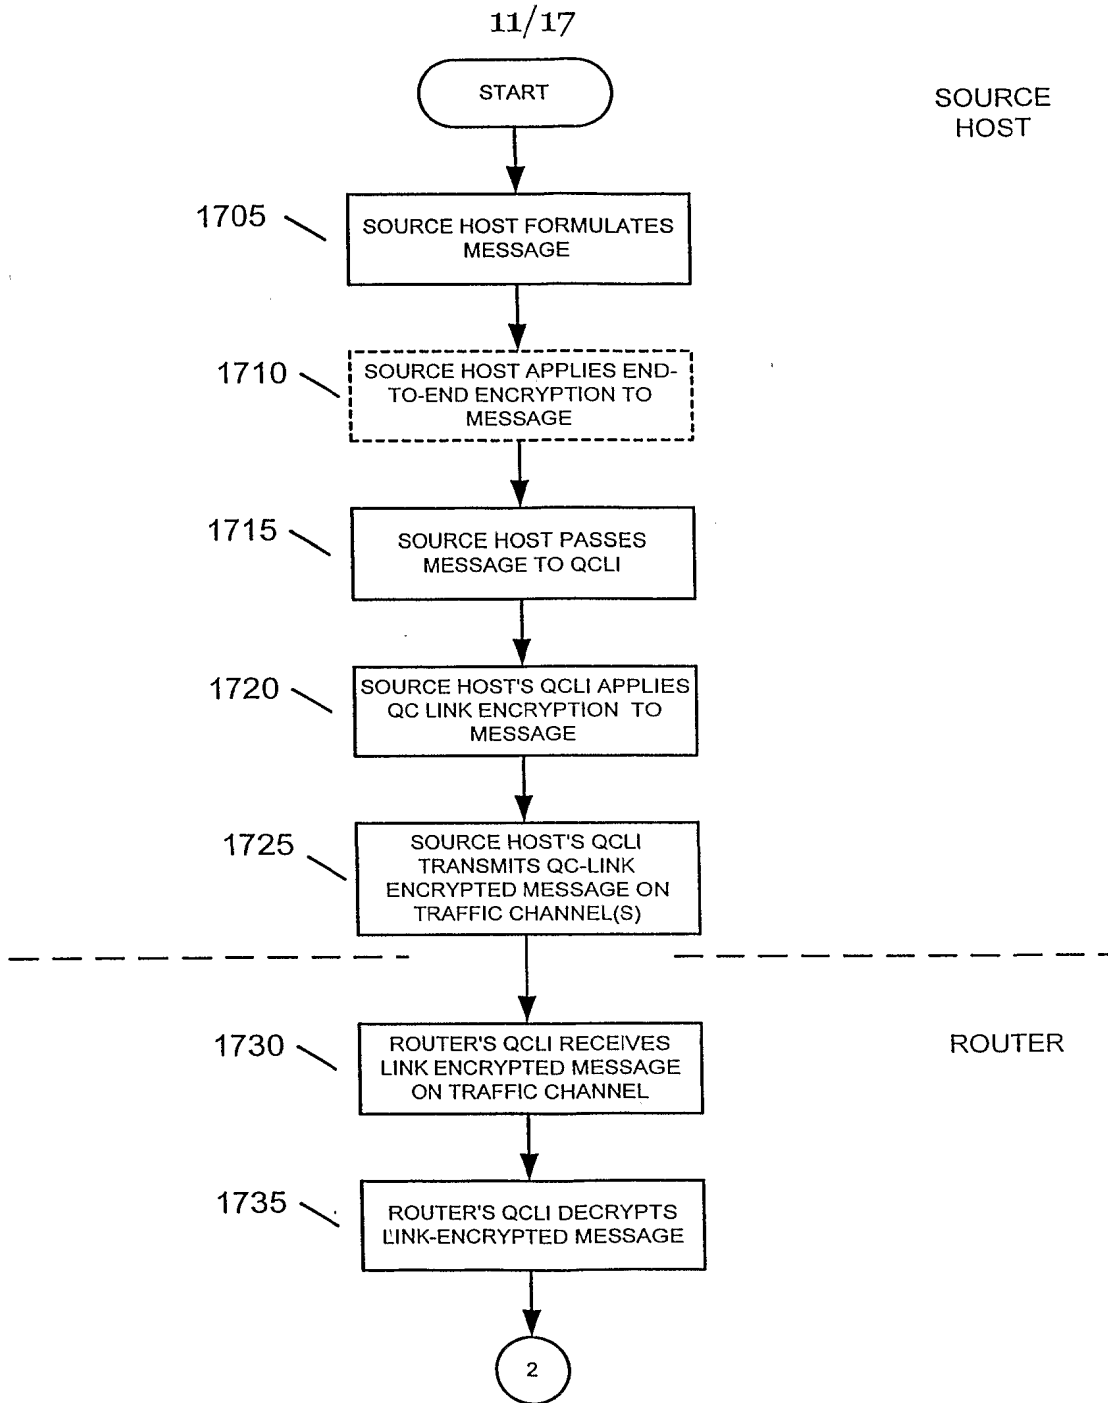 11/17
START
SOURCE
HOST
1705
SOURCE HOST FORMULATES
MESSAGE
1710
SOURCE HOST APPLIES END-
TO-END ENCRYPTION TO
MESSAGE
1715
SOURCE HOST PASSES
MESSAGE TO QCLI
1720
SOURCE HOST'S QCLI APPLIES
QC LINK ENCRYPTION TO
MESSAGE
1725
SOURCE HOST'S QCLI
TRANSMITS QC-LINK
ENCRYPTED MESSAGE ON
TRAFFIC CHANNEL(S)
1730
ROUTER'S QCLI RECEIVES
LINK ENCRYPTED MESSAGE
ON TRAFFIC CHANNEL
ROUTER
1735
ROUTER'S QCLI DECRYPTS
LINK-ENCRYPTED MESSAGE
2